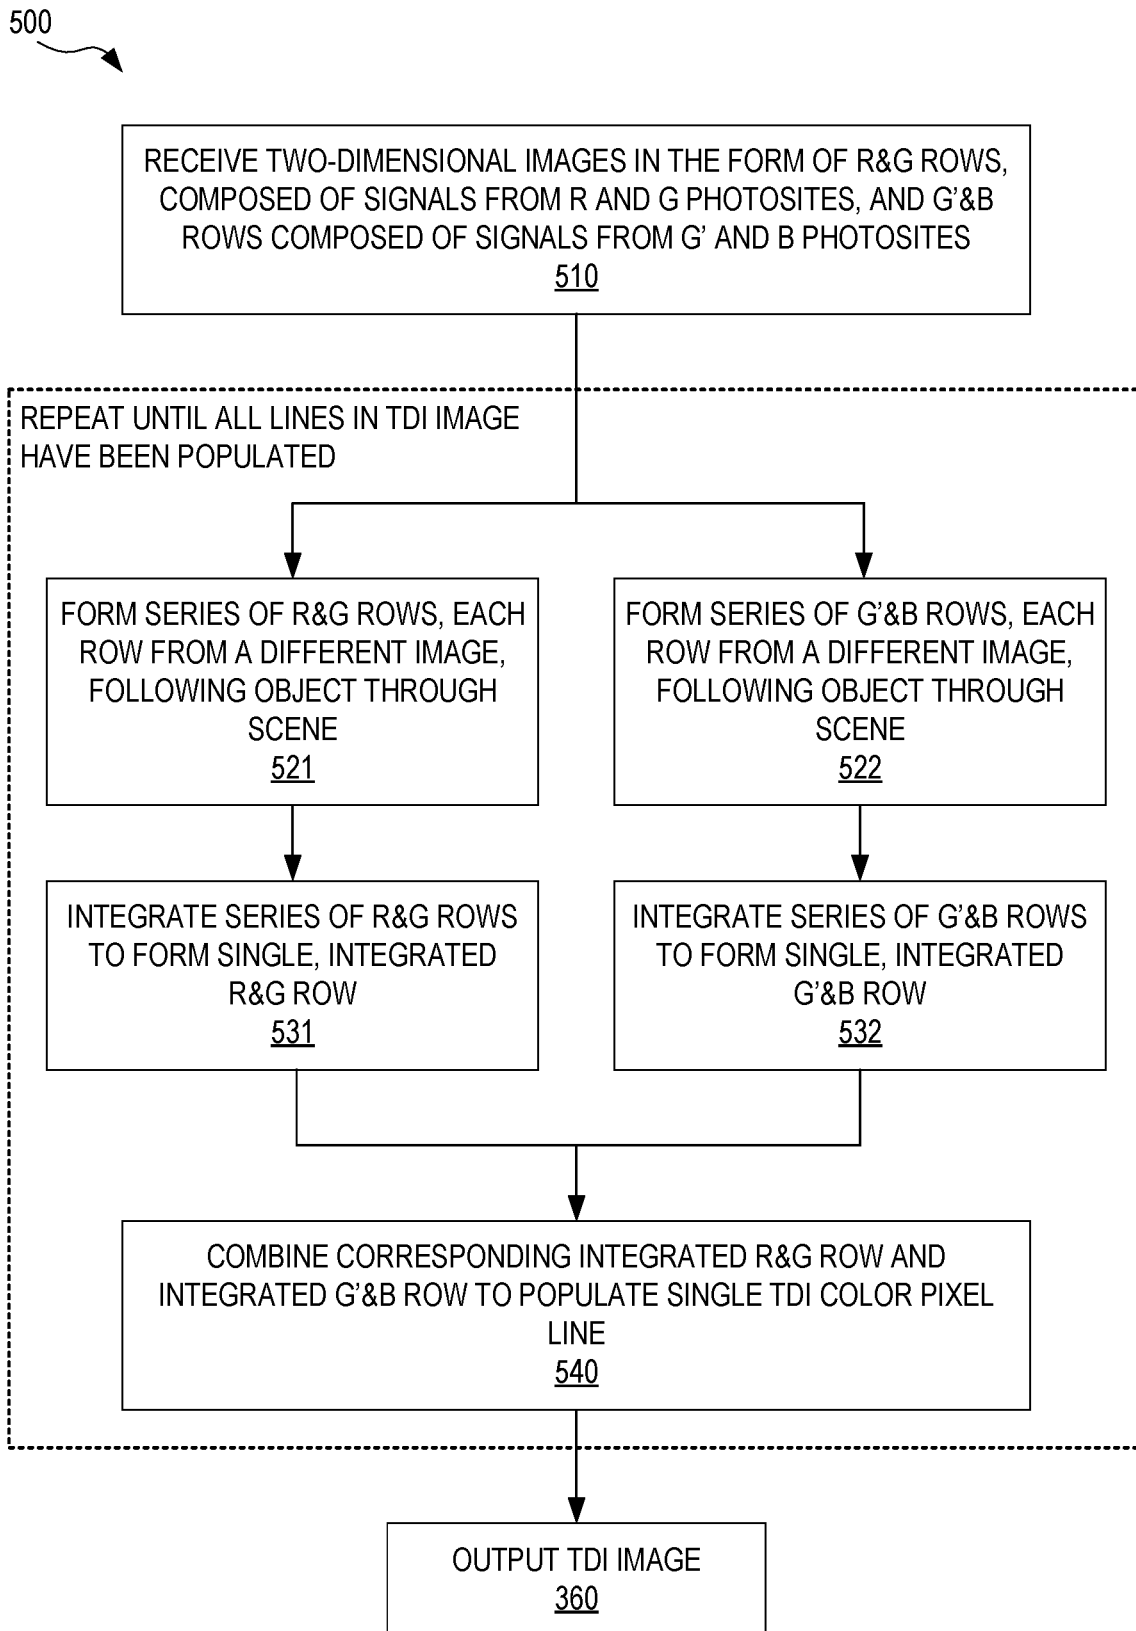 500
RECEIVE TWO-DIMENSIONAL IMAGES IN THE FORM OF R&G ROWS,
COMPOSED OF SIGNALS FROM R AND G PHOTOSITES, AND G’&B
ROWS COMPOSED OF SIGNALS FROM G’ AND B PHOTOSITES
510
REPEAT UNTIL ALL LINES IN TDI IMAGE
HAVE BEEN POPULATED
FORM SERIES OF R&G ROWS, EACH
ROW FROM A DIFFERENT IMAGE,
FOLLOWING OBJECT THROUGH
SCENE
521
FORM SERIES OF G’&B ROWS, EACH
ROW FROM A DIFFERENT IMAGE,
FOLLOWING OBJECT THROUGH
SCENE
522
INTEGRATE SERIES OF R&G ROWS
TO FORM SINGLE, INTEGRATED
R&G ROW
531
INTEGRATE SERIES OF G’&B ROWS
TO FORM SINGLE, INTEGRATED
G’&B ROW
532
COMBINE CORRESPONDING INTEGRATED R&G ROW AND
INTEGRATED G’&B ROW TO POPULATE SINGLE TDI COLOR PIXEL
LINE
540
OUTPUT TDI IMAGE
360